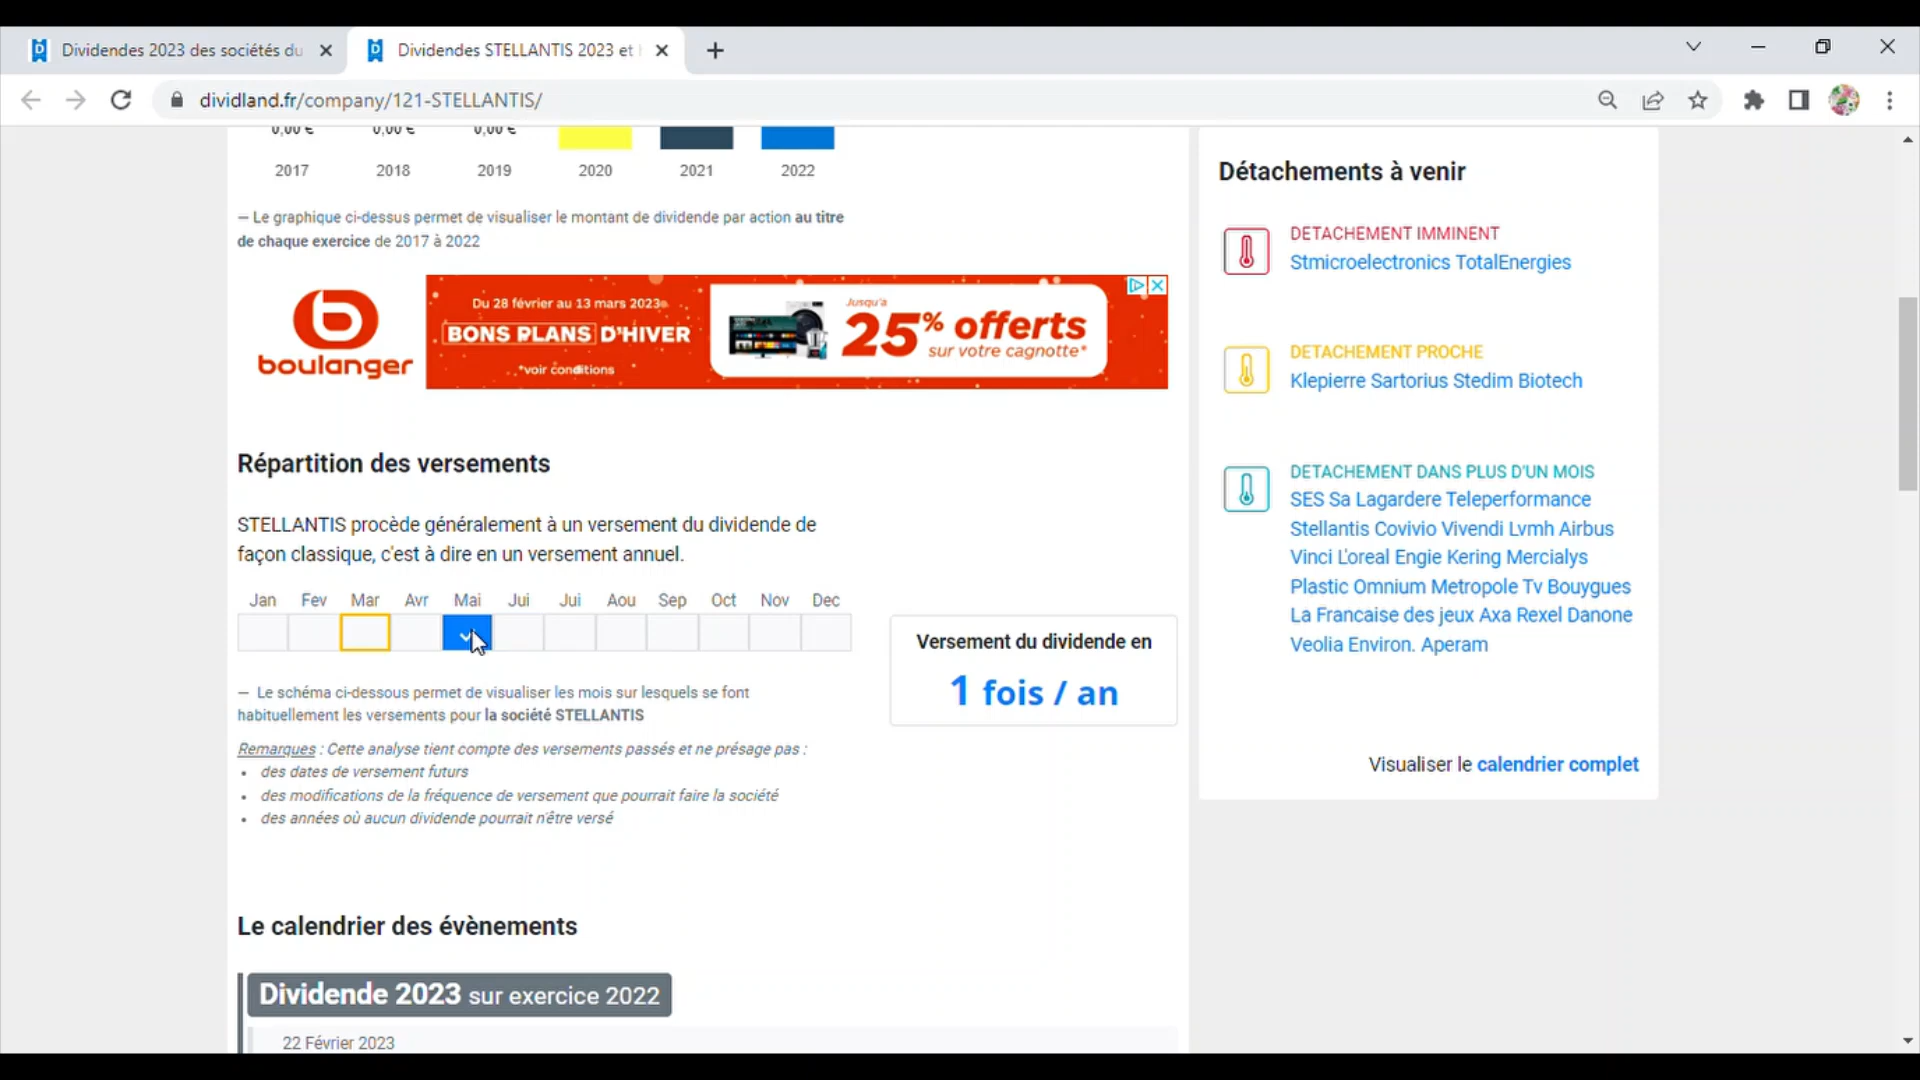 Dividendes 2023 des sociétés du
Dividendes STELLANTIS 2023 et
dividland.fr/company/121-STELLANTIS/
0,00 € 0,00 € 0,00 €
2017 2018 2019 2020 2021 2022
— Le graphique ci-dessus permet de visualiser le montant de dividende par action au titre
de chaque exercice de 2017 à 2022
boulanger
Du 28 février au 13 mars 2023
BONS PLANS D'HIVER
*voir conditions
Jusqu'a
25% offerts
sur votre cagnotte*
Répartition des versements
STELLANTIS procède généralement à un versement du dividende de
façon classique, c'est à dire en un versement annuel.
Jan Fev Mar Avr Mai Jui Jui Aou Sep Oct Nov Dec
Versement du dividende en
1 fois / an
— Le schéma ci-dessous permet de visualiser les mois sur lesquels se font
habituellement les versements pour la société STELLANTIS
Remarques : Cette analyse tient compte des versements passés et ne présage pas :
• des dates de versement futurs
• des modifications de la fréquence de versement que pourrait faire la société
• des années où aucun dividende pourrait n'être versé
Le calendrier des évènements
Dividende 2023 sur exercice 2022
22 Février 2023
Détachements à venir
DETACHEMENT IMMINENT
Stmicroelectronics TotalEnergies
DETACHEMENT PROCHE
Klepierre Sartorius Stedim Biotech
DETACHEMENT DANS PLUS D'UN MOIS
SES Sa Lagardere Teleperformance
Stellantis Covivio Vivendi Lvmh Airbus
Vinci L'oreal Engie Kering Mercialys
Plastic Omnium Metropole Tv Bouygues
La Francaise des jeux Axa Rexel Danone
Veolia Environ. Aperam
Visualiser le calendrier complet